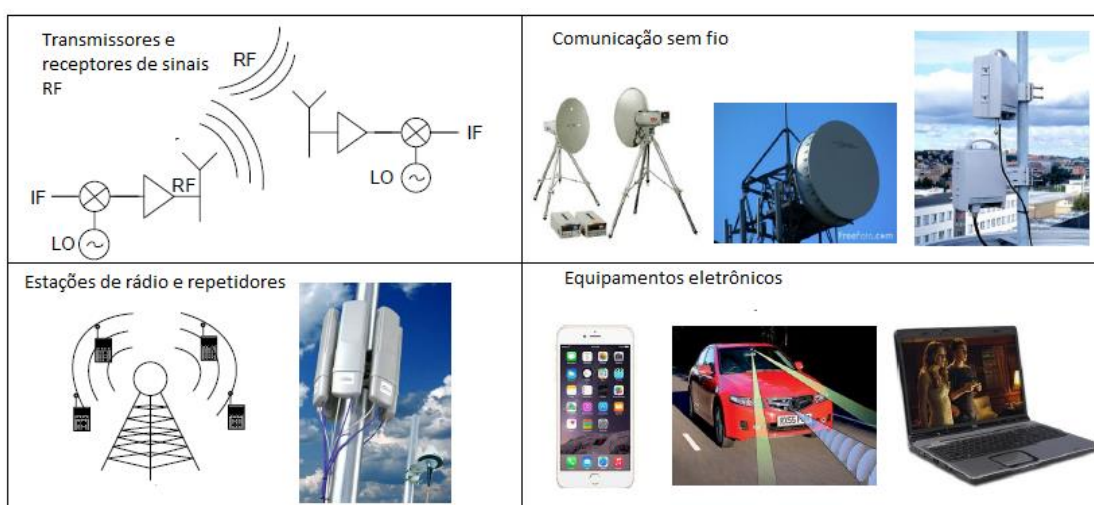 Transmissores e
receptores de sinais
RF
RF
IF
LO
RF
IF
LO
Comunicação sem fio
FreeFoto.com
Estações de rádio e repetidores
Equipamentos eletrônicos